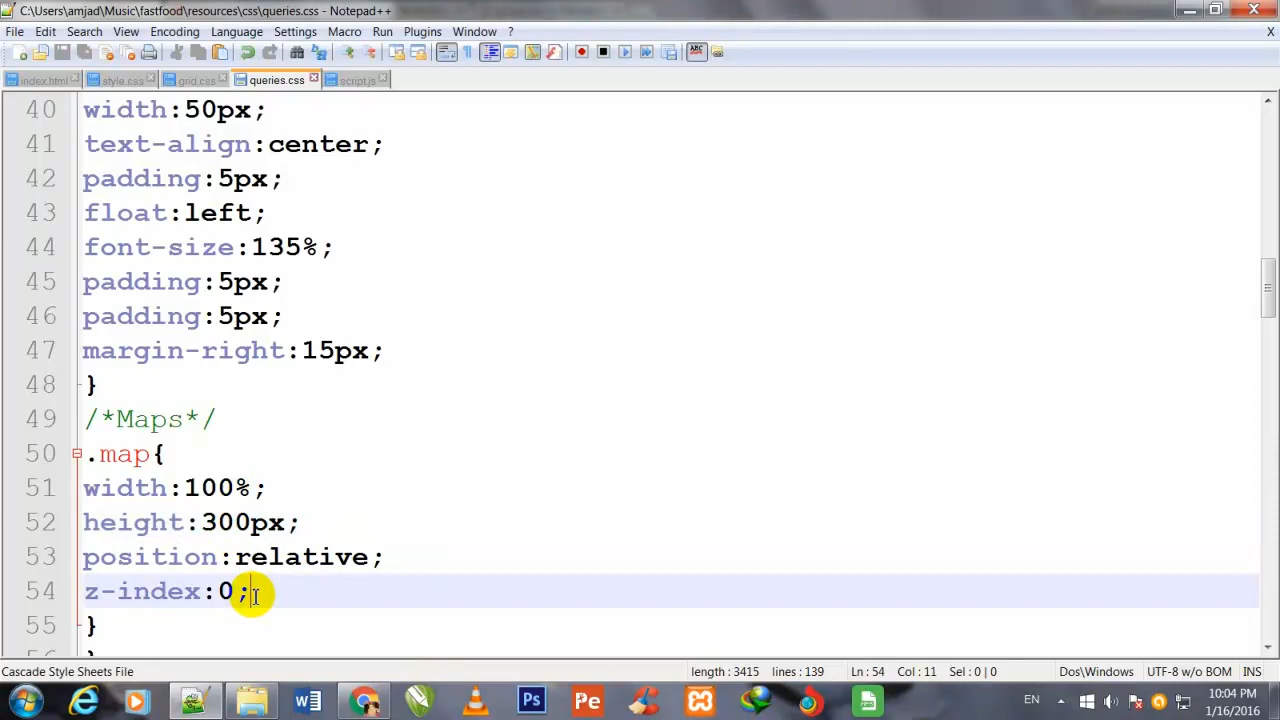 C:\Users\amjad\Music\fastfood\resources\css\queries.css - Notepad++
File Edit Search View Encoding Language Settings Macro Run Plugins Window ? X
index.html style.css grid.css queries.css script.js
40 width:50px;
41 text-align:center;
42 padding:5px;
43 float:left;
44 font-size:135%;
45 padding:5px;
46 padding:5px;
47 margin-right:15px;
48 }
49 /*Maps*/
50 .map{
51 width:100%;
52 height:300px;
53 position:relative;
54 z-index:0;
55 }
Cascade Style Sheets File length : 3415 lines : 139 Ln : 54 Col : 11 Sel : 0 | 0 Dos\Windows UTF-8 w/o BOM INS
Ps Pe EN 10:04 PM
1/16/2016